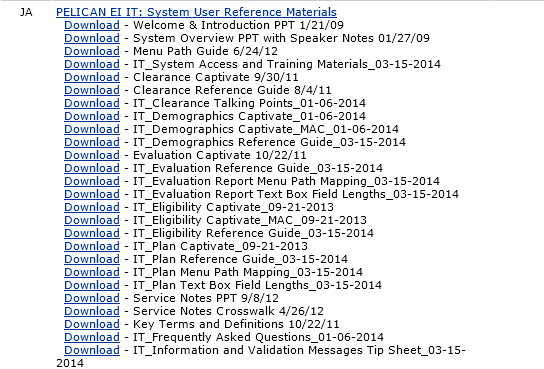 JA PELICAN EI IT: System User Reference Materials
Download - Welcome & Introduction PPT 1/21/09
Download - System Overview PPT with Speaker Notes 01/27/09
Download - Menu Path Guide 6/24/12
Download - IT_System Access and Training Materials_03-15-2014
Download - Clearance Captivate 9/30/11
Download - Clearance Reference Guide 8/4/11
Download - IT_Clearance Talking Points_01-06-2014
Download - IT_Demographics Captivate_01-06-2014
Download - IT_Demographics Captivate_MAC_01-06-2014
Download - IT_Demographics Reference Guide_03-15-2014
Download - Evaluation Captivate 10/22/11
Download - IT_Evaluation Reference Guide_03-15-2014
Download - IT_Evaluation Report Menu Path Mapping_03-15-2014
Download - IT_Evaluation Report Text Box Field Lengths_03-15-2014
Download - IT_Eligibility Captivate_09-21-2013
Download - IT_Eligibility Captivate_MAC_09-21-2013
Download - IT_Eligibility Reference Guide_03-15-2014
Download - IT_Plan Captivate_09-21-2013
Download - IT_Plan Reference Guide_03-15-2014
Download - IT_Plan Menu Path Mapping_03-15-2014
Download - IT_Plan Text Box Field Lengths_03-15-2014
Download - Service Notes PPT 9/8/12
Download - Service Notes Crosswalk 4/26/12
Download - Key Terms and Definitions 10/22/11
Download - IT_Frequently Asked Questions_01-06-2014
Download - IT_Information and Validation Messages Tip Sheet_03-15-
2014